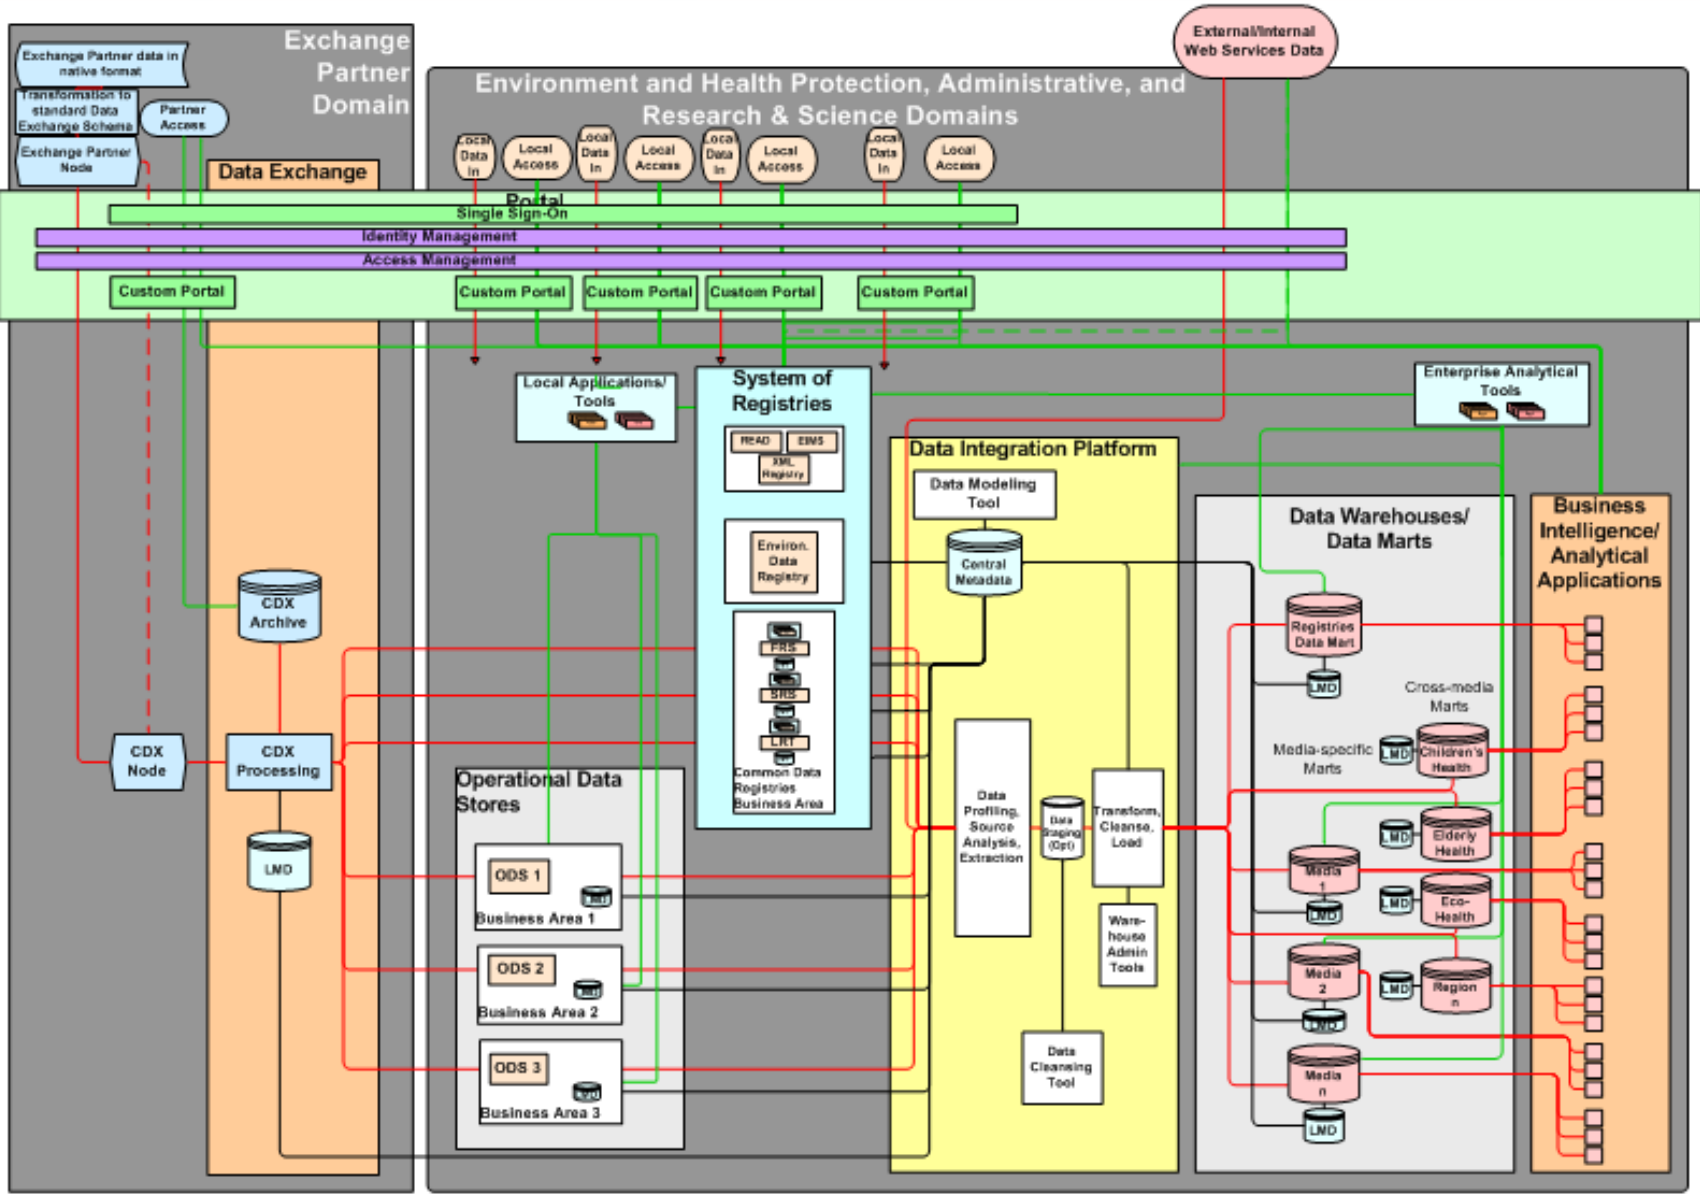 Exchange
Partner
Domain
Exchange Partner data in
native format
Transformation to
standard Data
Exchange Schema
Exchange Partner
Node
Partner
Access
Data Exchange
External/Internal
Web Services Data
Environment and Health Protection, Administrative, and
Research & Science Domains
Local
Data
In
Local
Access
Local
Data
In
Local
Access
Local
Data
In
Local
Access
Local
Data
In
Local
Access
Portal
Single Sign-On
Identity Management
Access Management
Custom Portal
Custom Portal
Custom Portal
Custom Portal
Custom Portal
Local Applications/
Tools
System of
Registries
READ
EIMS
XML
Registry
Environ.
Data
Registry
FRS
SRS
LRT
Common Data
Registries
Business Area
Enterprise Analytical
Tools
Data Integration Platform
Data Modeling
Tool
Central
Metadata
Data
Profiling,
Source
Analysis,
Extraction
Data
Staging
(Opt)
Transform,
Cleanse,
Load
Ware-
house
Admin
Tools
Data
Cleansing
Tool
Data Warehouses/
Data Marts
Registries
Data Mart
LMD
Cross-media
Marts
Media-specific
Marts
LMD
Children's
Health
LMD
Elderly
Health
Media
1
LMD
LMD
Eco-
Health
Media
2
LMD
LMD
Region
n
Media
n
LMD
Business
Intelligence/
Analytical
Applications
CDX
Archive
CDX
Node
CDX
Processing
LMD
Operational Data
Stores
ODS 1
LMD
Business Area 1
ODS 2
LMD
Business Area 2
ODS 3
LMD
Business Area 3